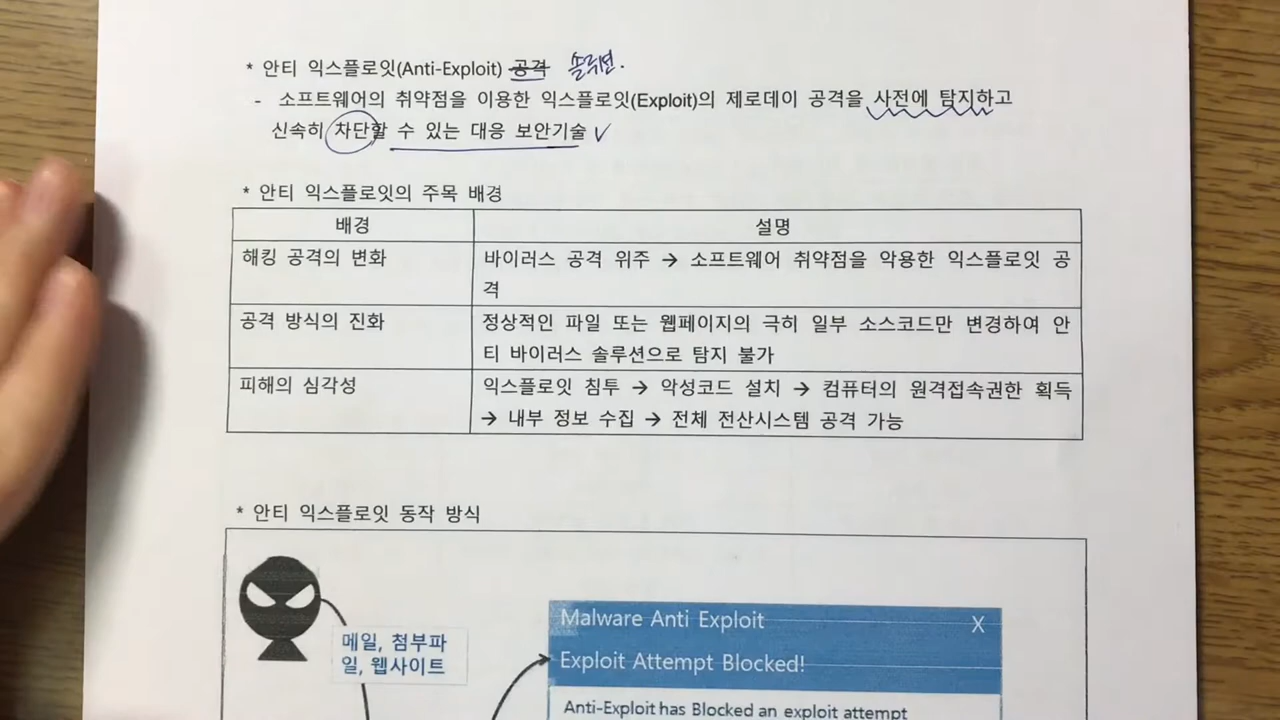 * 안티 익스플로잇(Anti-Exploit) 공격 솔루션.
- 소프트웨어의 취약점을 이용한 익스플로잇(Exploit)의 제로데이 공격을 사전에 탐지하고
신속히 차단할 수 있는 대응 보안기술 ✓
* 안티 익스플로잇의 주목 배경
배경 설명
해킹 공격의 변화 바이러스 공격 위주 → 소프트웨어 취약점을 악용한 익스플로잇 공
격
공격 방식의 진화 정상적인 파일 또는 웹페이지의 극히 일부 소스코드만 변경하여 안
티 바이러스 솔루션으로 탐지 불가
피해의 심각성 익스플로잇 침투 → 악성코드 설치 → 컴퓨터의 원격접속권한 획득
→ 내부 정보 수집 → 전체 전산시스템 공격 가능
* 안티 익스플로잇 동작 방식
메일, 첨부파
일, 웹사이트
Malware Anti Exploit X
Exploit Attempt Blocked!
Anti-Exploit has Blocked an exploit attempt